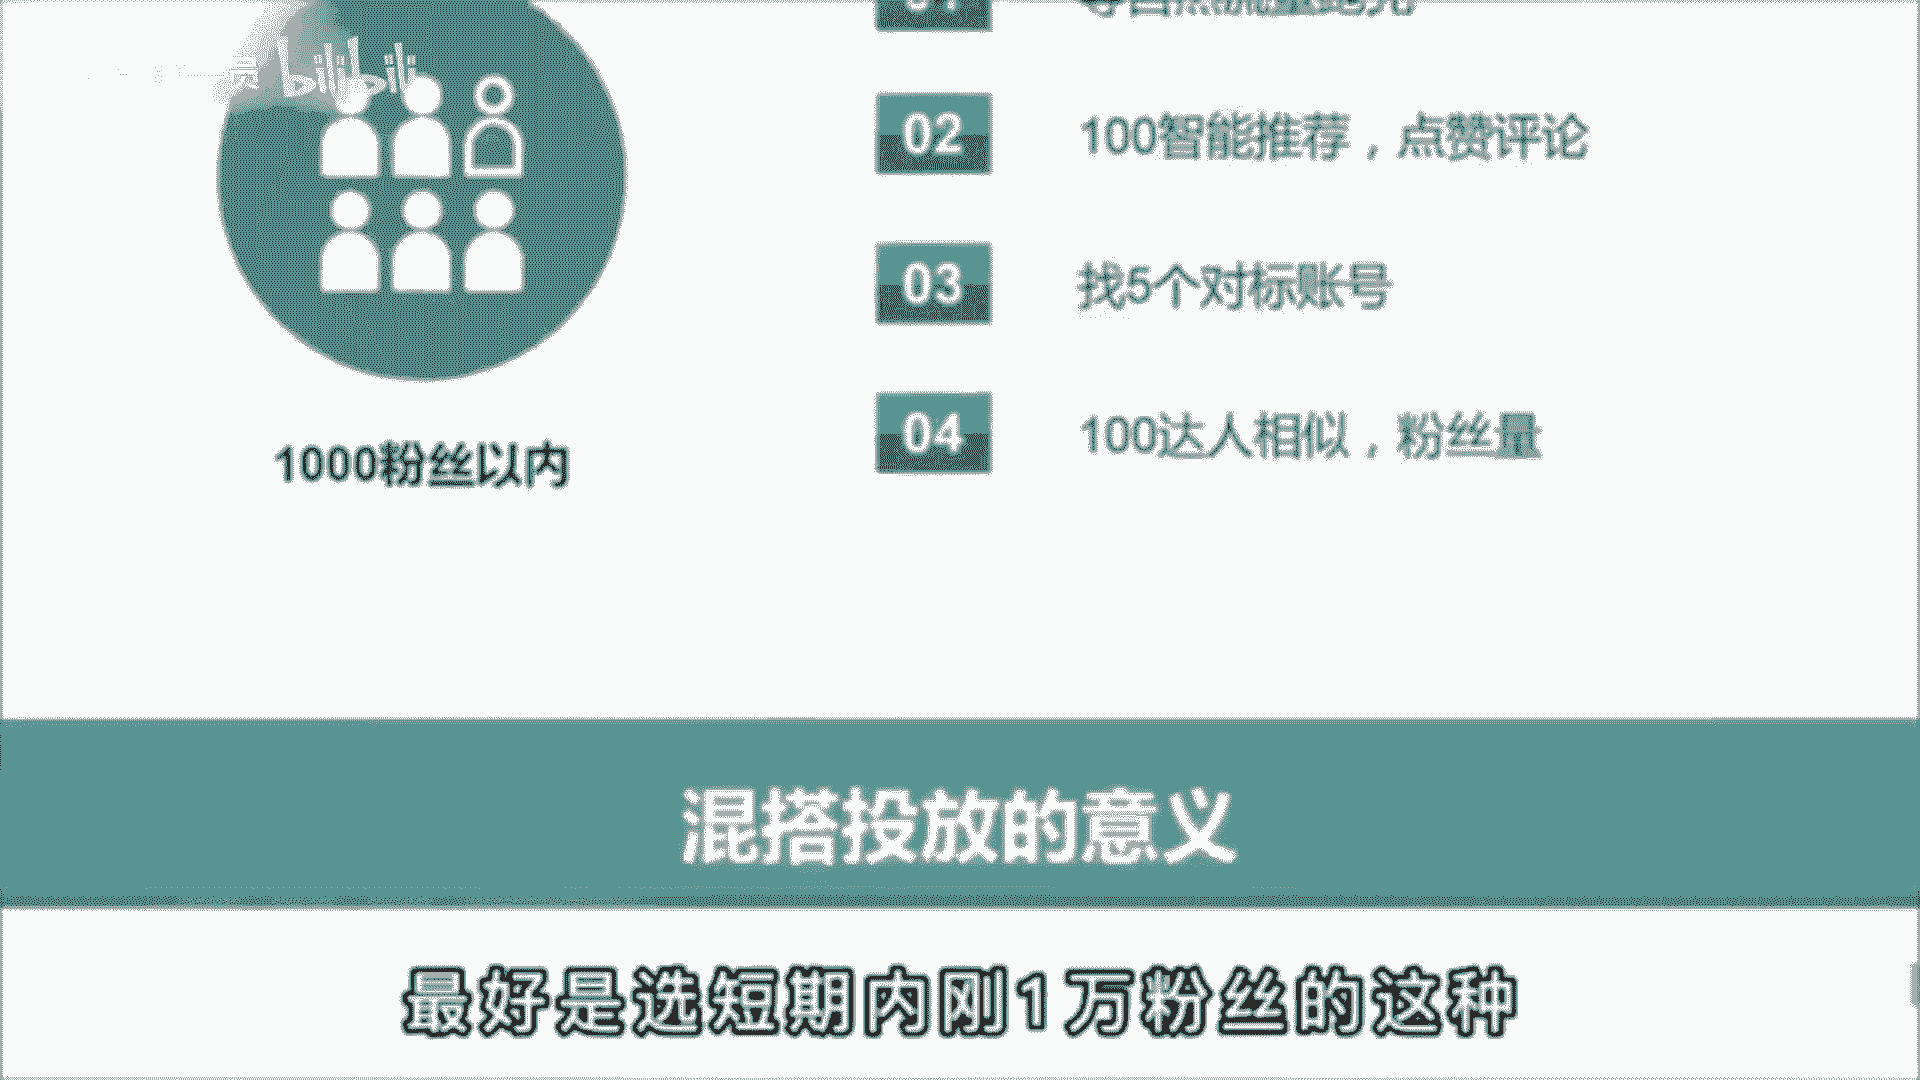 bilibili
02
100智能推荐，点赞评论
03
找5个对标账号
04
100达人相似，粉丝量
1000粉丝以内
混搭投放的意义
最好是选短期内刚1万粉丝的这种